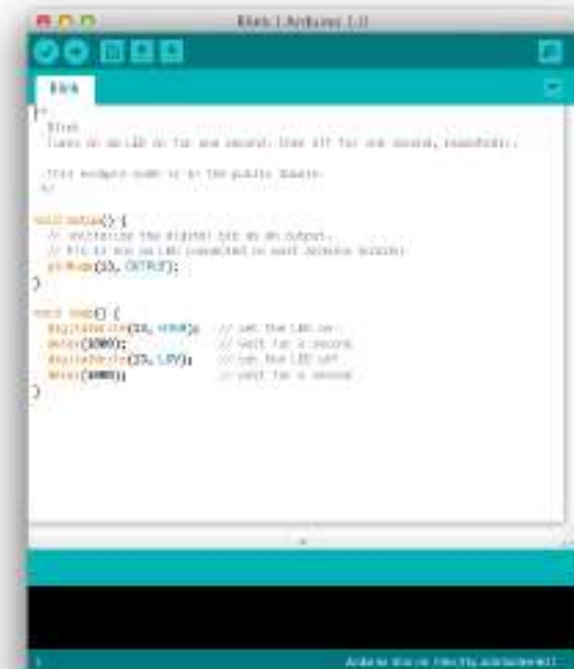 Blink | Arduino 1.0
Blink
/*
Blink
Turns on an LED on for one second, then off for one second, repeatedly.
This example code is in the public domain.
*/
void setup() {
// initialize the digital pin as an output.
// Pin 13 has an LED connected on most Arduino boards:
pinMode(13, OUTPUT);
}
void loop() {
digitalWrite(13, HIGH); // set the LED on
delay(1000); // wait for a second
digitalWrite(13, LOW); // set the LED off
delay(1000); // wait for a second
}
1
Arduino Uno on